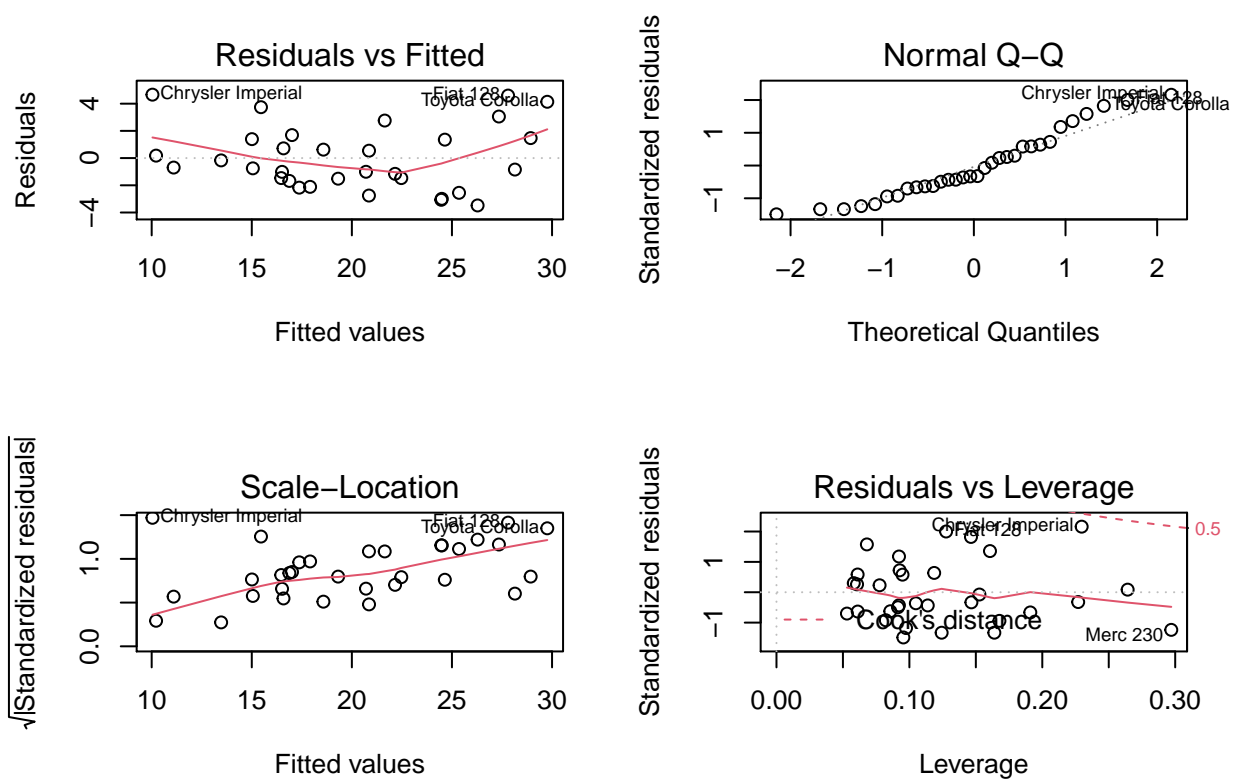 Residuals vs Fitted
Residuals
4
0
−4
Chrysler Imperial
Fiat 128
Toyota Corolla
10 15 20 25 30
Fitted values
Normal Q−Q
Standardized residuals
1
−1
Chrysler Imperial
Fiat 128
Toyota Corolla
−2 −1 0 1 2
Theoretical Quantiles
Scale−Location
√|Standardized residuals|
1.0
0.0
Chrysler Imperial
Fiat 128
Toyota Corolla
10 15 20 25 30
Fitted values
Residuals vs Leverage
Standardized residuals
1
−1
Chrysler Imperial
Fiat 128
0.5
Cook's distance
Merc 230
0.00 0.10 0.20 0.30
Leverage